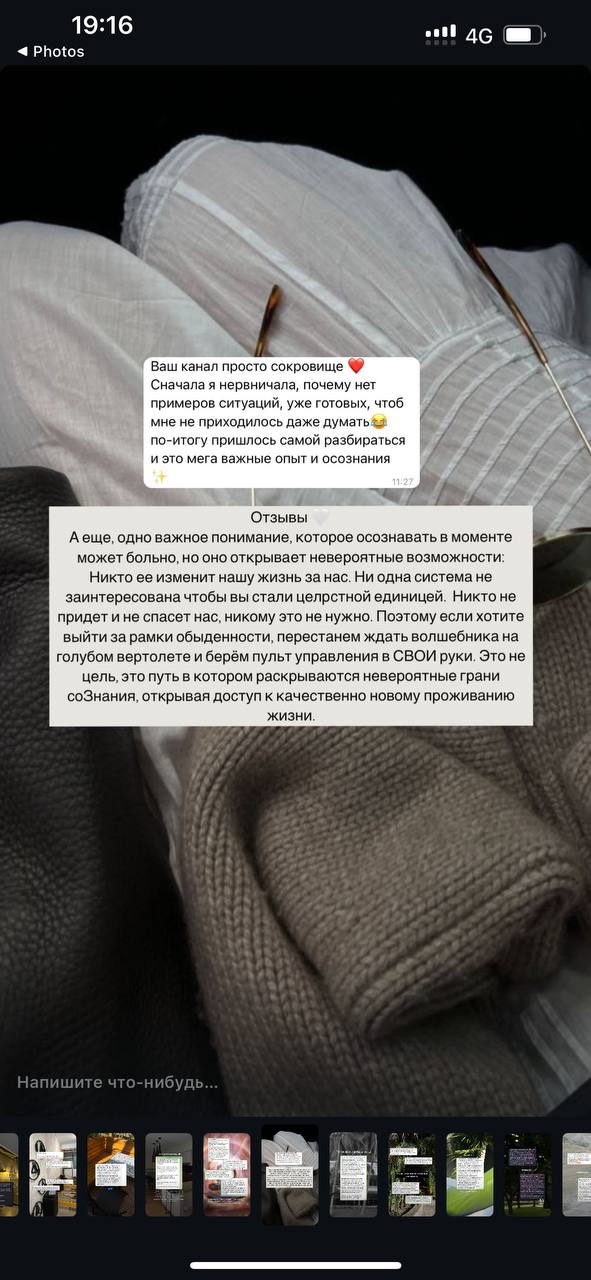 19:16
4G
◀ Photos
Ваш канал просто сокровище ❤️
Сначала я нервничала, почему нет
примеров ситуаций, уже готовых, чтоб
мне не приходилось даже думать😂
по-итогу пришлось самой разбираться
и это мега важные опыт и осознания
✨
11:27
Отзывы 🤍
А еще, одно важное понимание, которое осознавать в моменте
может больно, но оно открывает невероятные возможности:
Никто ее изменит нашу жизнь за нас. Ни одна система не
заинтересована чтобы вы стали целрстной единицей. Никто не
придет и не спасет нас, никому это не нужно. Поэтому если хотите
выйти за рамки обыденности, перестанем ждать волшебника на
голубом вертолете и берём пульт управления в СВОИ руки. Это не
цель, это путь в котором раскрываются невероятные грани
соЗнания, открывая доступ к качественно новому проживанию
жизни.
Напишите что-нибудь...